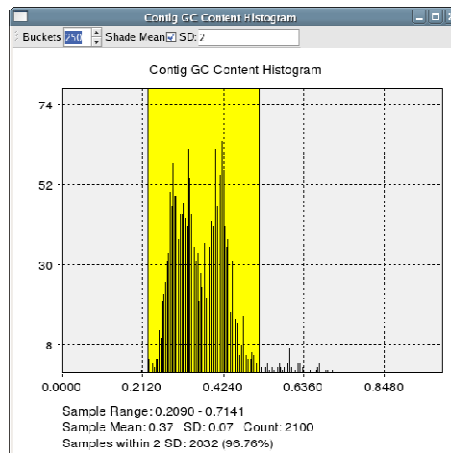 Contig GC Content Histogram
Buckets 250 Shade Mean SD: 2
Contig GC Content Histogram
74
52
30
8
0.0000 0.2120 0.4240 0.6360 0.8480
Sample Range: 0.2090 - 0.7141
Sample Mean: 0.37 SD: 0.07 Count: 2100
Samples within 2 SD: 2032 (96.76%)